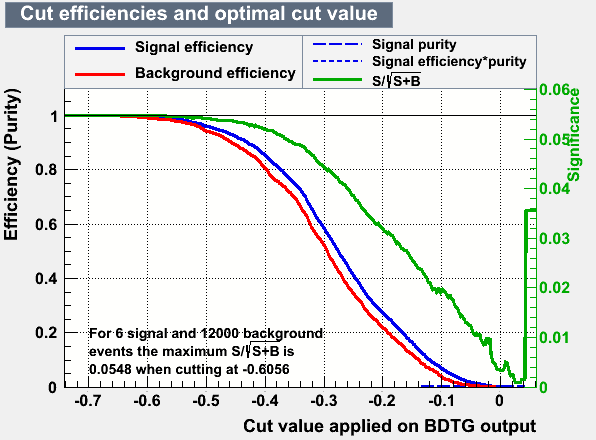 Cut efficiencies and optimal cut value
Signal efficiency
Background efficiency
Signal purity
Signal efficiency*purity
S/√S+B
Efficiency (Purity)
1
0.8
0.6
0.4
0.2
0
0.06
0.05
0.04
0.03
0.02
0.01
0
Significance
For 6 signal and 12000 background
events the maximum S/√S+B is
0.0548 when cutting at -0.6056
-0.7 -0.6 -0.5 -0.4 -0.3 -0.2 -0.1 0
Cut value applied on BDTG output